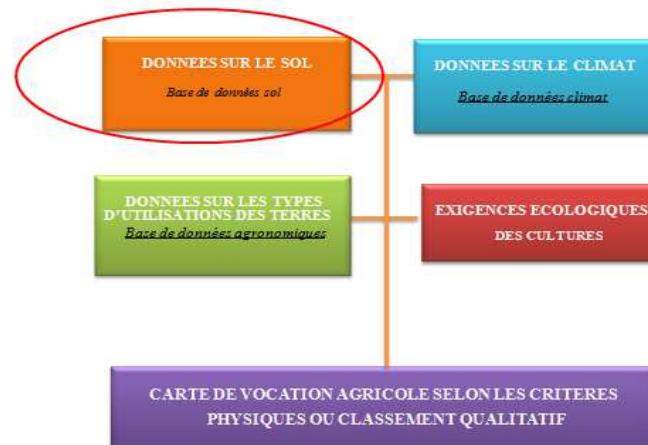 DONNEES SUR LE SOL
Base de données sol
DONNEES SUR LE CLIMAT
Base de données climat
DONNEES SUR LES TYPES
D'UTILISATIONS DES TERRES
Base de données agronomiques
EXIGENCES ECOLOGIQUES
DES CULTURES
CARTE DE VOCATION AGRICOLE SELON LES CRITERES
PHYSIQUES OU CLASSEMENT QUALITATIF